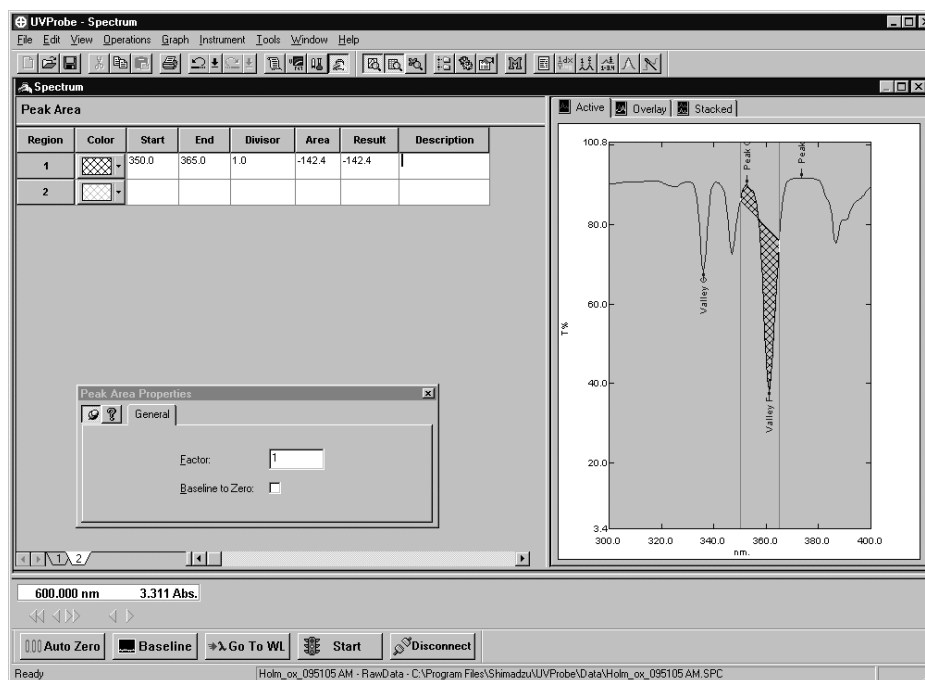 UVProbe - Spectrum
File Edit View Operations Graph Instrument Tools Window Help
Spectrum
Peak Area
Region Color Start End Divisor Area Result Description
1 350.0 365.0 1.0 -142.4 -142.4
2
Peak Area Properties
General
Factor: 1
Baseline to Zero:
1 2
Active Overlay Stacked
100.8
80.0
60.0
40.0
20.0
3.4
T%
300.0 320.0 340.0 360.0 380.0 400.0
nm.
Valley G
Peak
Valley F
Peak
600.000 nm 3.311 Abs.
Auto Zero Baseline Go To WL Start Disconnect
Ready Holm_ox_095105 AM - RawData - C:\Program Files\Shimadzu\UVProbe\Data\Holm_ox_095105 AM.SPC